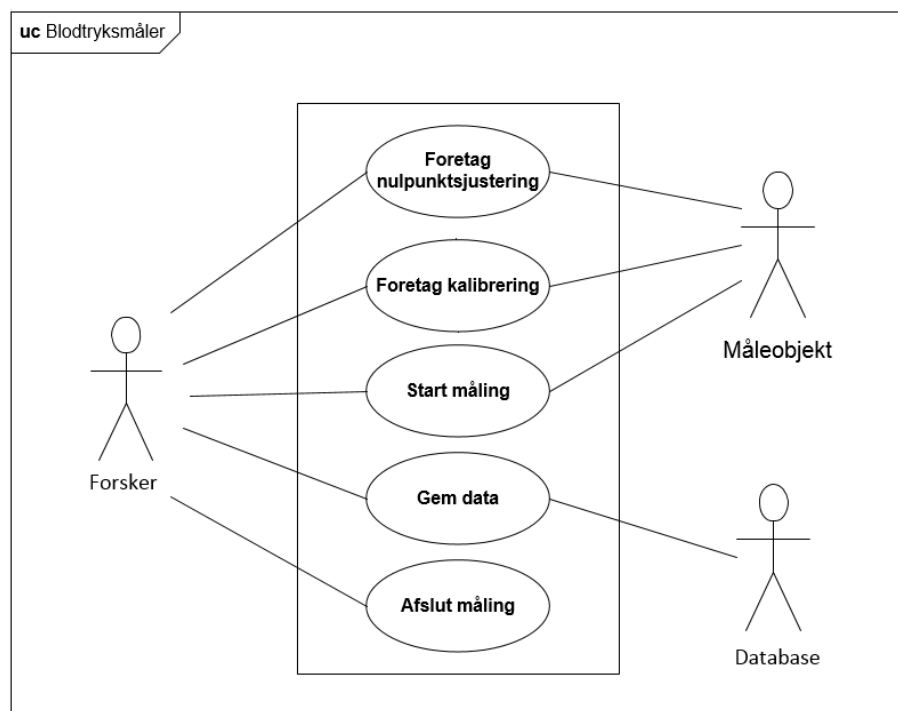 uc Blodtryksmåler
Foretag
nulpunktsjustering
Foretag kalibrering
Start måling
Gem data
Afslut måling
Forsker
Måleobjekt
Database